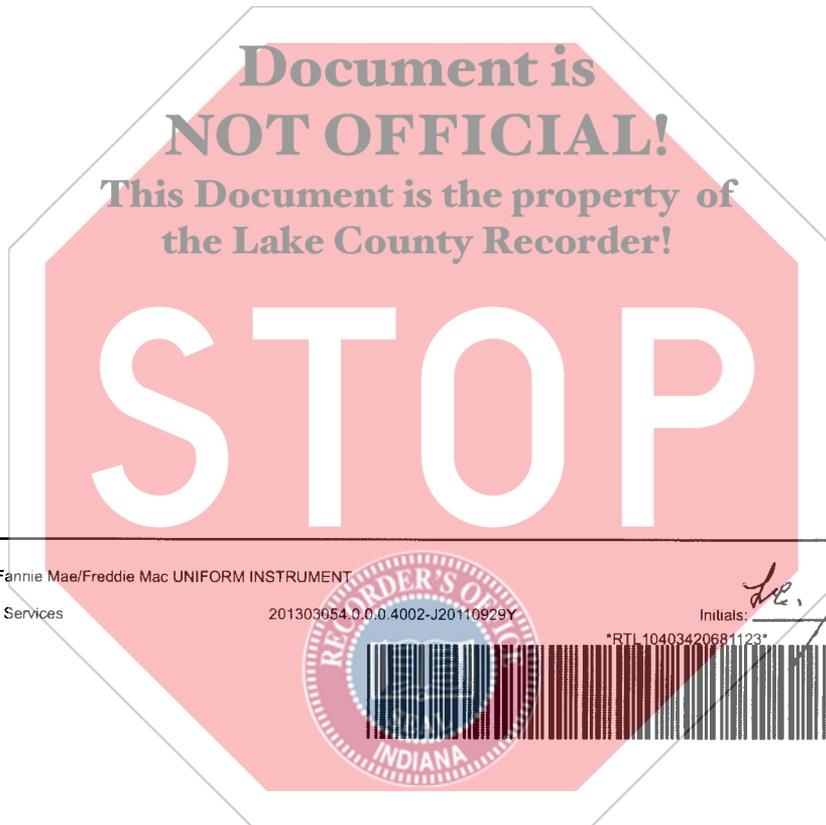 Document is
NOT OFFICIAL!
This Document is the property of
the Lake County Recorder!
STOP
Fannie Mae/Freddie Mac UNIFORM INSTRUMENT
Services 201303054.0.0.0.4002-J20110929Y Initials:
*RTL10403420681123*
RECORDER'S OFFICE
SEAL
INDIANA